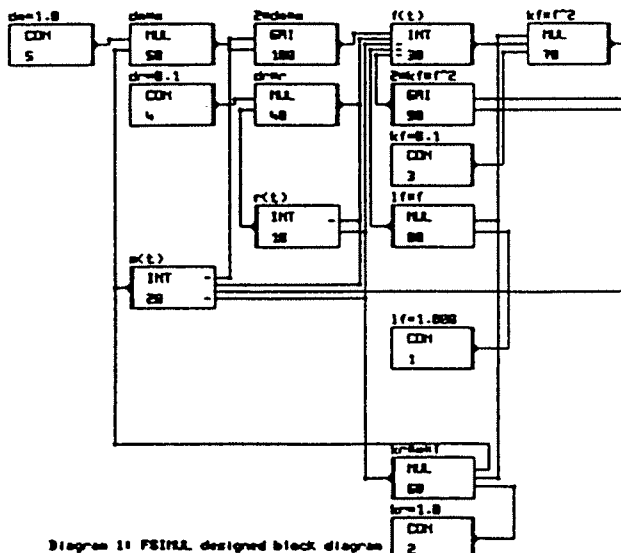 dm=1.0
CON
5
dm*m
MUL
50
2*dm*m
GAI
100
f(t)
INT
30
kf*f^2
MUL
70
dr=0.1
CON
4
dr*r
MUL
40
2*kf*f^2
GAI
90
kf=0.1
CON
3
r(t)
INT
10
lf*f
MUL
80
m(t)
INT
20
lf=1.000
CON
1
kr*m*f
MUL
60
kr=1.0
CON
2
Diagram 1: FSIMUL designed block diagram